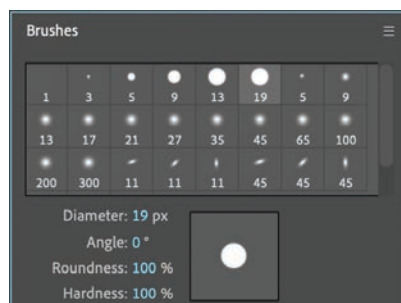 Brushes
1 3 5 9 13 19 5 9
13 17 21 27 35 45 65 100
200 300 11 11 11 45 45 45
Diameter: 19 px
Angle: 0 °
Roundness: 100 %
Hardness: 100 %